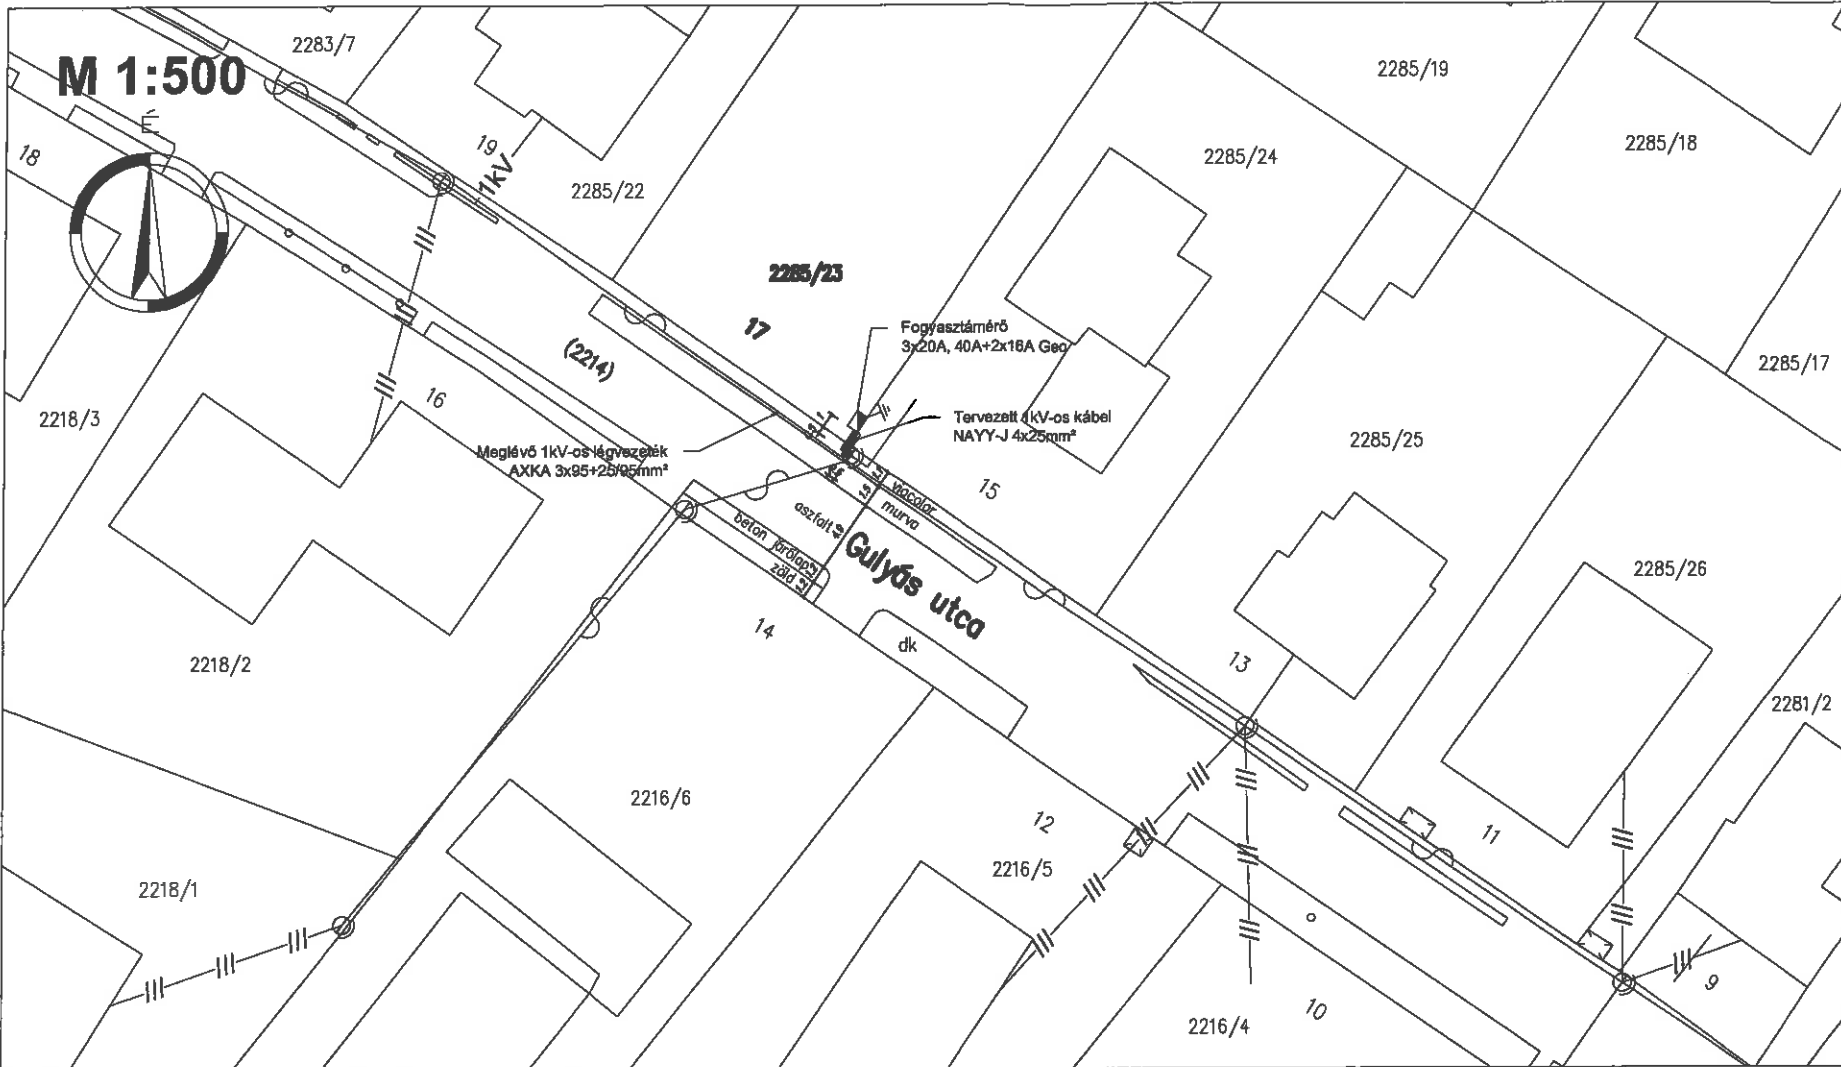 M 1:500
É
2283/7
2285/19
18
19
1kV
2285/24
2285/18
2285/22
2285/23
17
Fogyasztámérő
3x20A, 40A+2x16A Geo
(2214)
2285/17
16
2218/3
Tervezett 1kV-os kábel
NAYY-J 4x25mm²
2285/25
Meglévő 1kV-os légvezeték
AXKA 3x95+25/95mm²
15
viacolor
murva
aszfalt
beton járólap
zöld
Gulyás utca
2285/26
14
dk
13
2218/2
2281/2
2216/6
12
11
2216/5
2218/1
9
10
2216/4